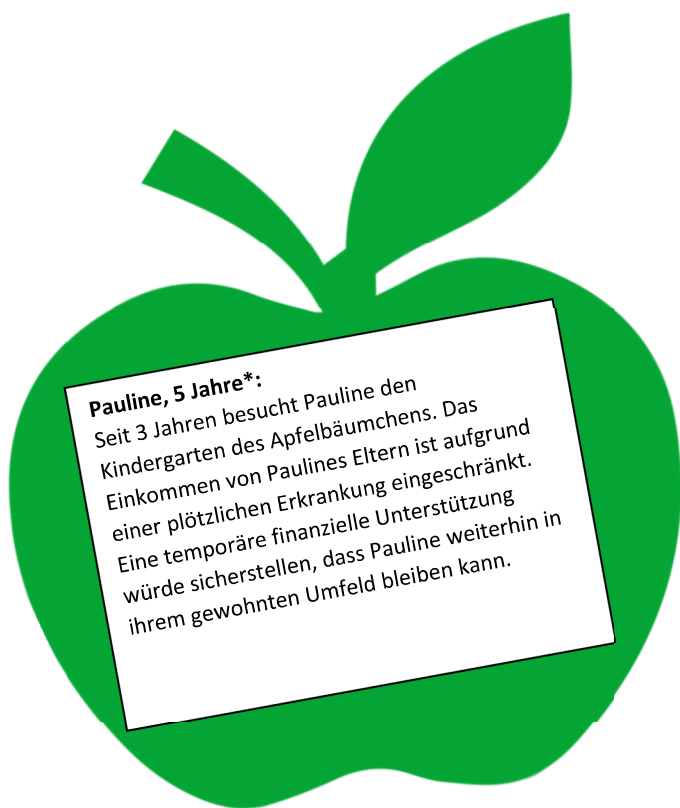 Pauline, 5 Jahre*:
Seit 3 Jahren besucht Pauline den
Kindergarten des Apfelbäumchens. Das
Einkommen von Paulines Eltern ist aufgrund
einer plötzlichen Erkrankung eingeschränkt.
Eine temporäre finanzielle Unterstützung
würde sicherstellen, dass Pauline weiterhin in
ihrem gewohnten Umfeld bleiben kann.